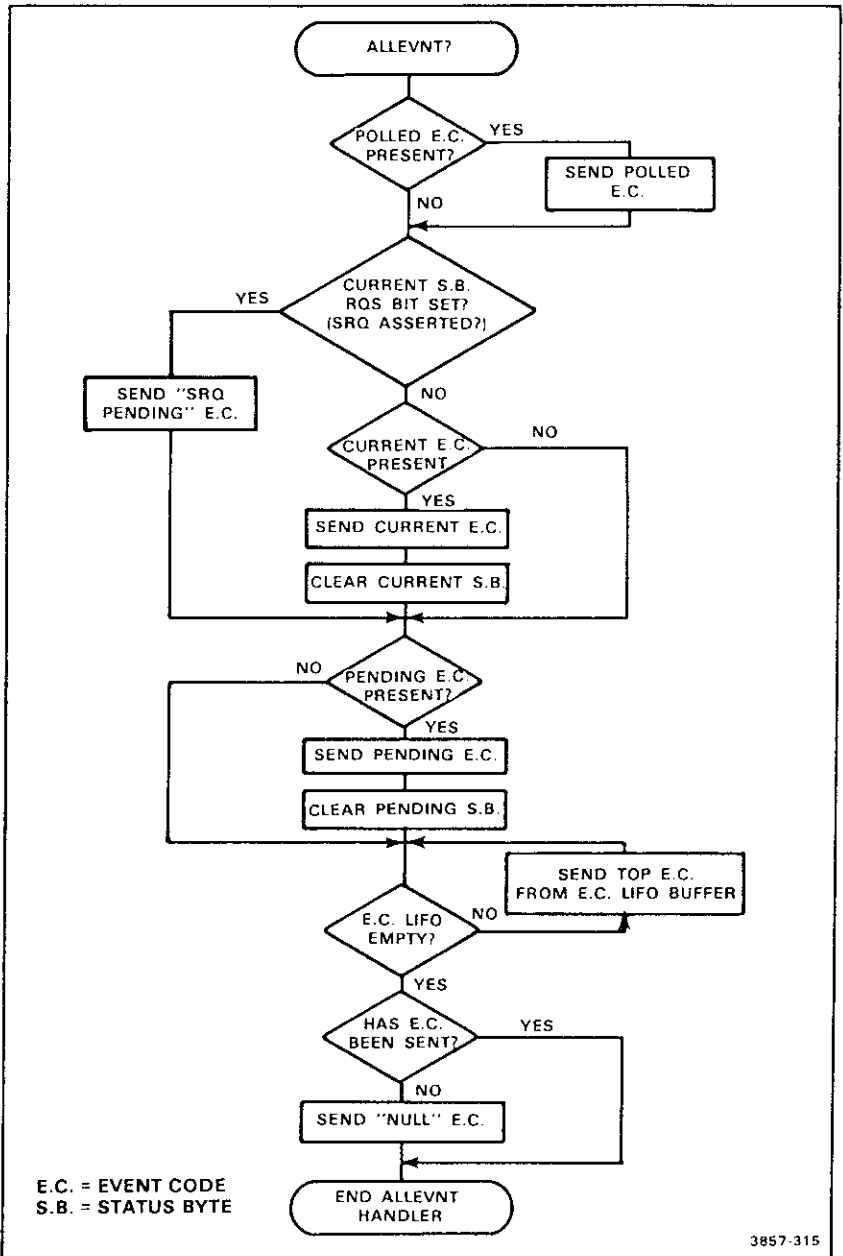 ALLEVNT?
POLLED E.C.
PRESENT?
YES
SEND POLLED
E.C.
NO
CURRENT S.B.
RQS BIT SET?
(SRQ ASSERTED?)
YES
SEND "SRQ
PENDING" E.C.
NO
CURRENT E.C.
PRESENT
NO
YES
SEND CURRENT E.C.
CLEAR CURRENT S.B.
NO
PENDING E.C.
PRESENT?
YES
SEND PENDING E.C.
CLEAR PENDING S.B.
SEND TOP E.C.
FROM E.C. LIFO BUFFER
E.C. LIFO
EMPTY?
NO
YES
HAS E.C.
BEEN SENT?
YES
NO
SEND "NULL" E.C.
E.C. = EVENT CODE
S.B. = STATUS BYTE
END ALLEVNT
HANDLER
3857-315